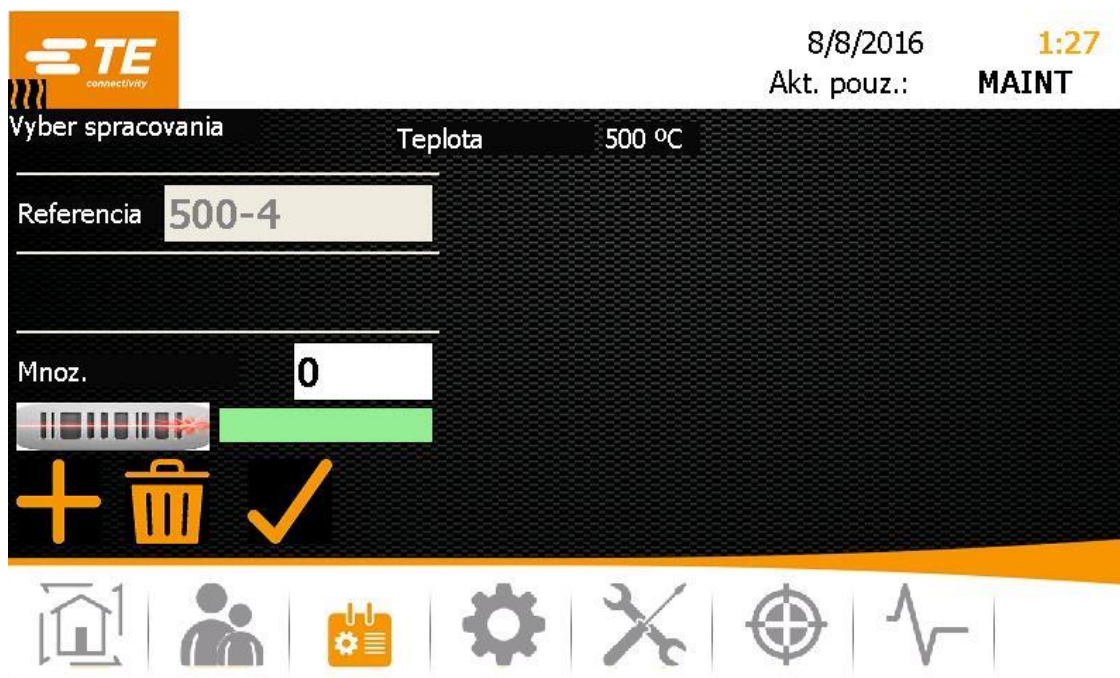 TE
connectivity
8/8/2016 1:27
Akt. pouz.: MAINT
Vyber spracovania
Teplota 500 ºC
Referencia 500-4
Mnoz. 0